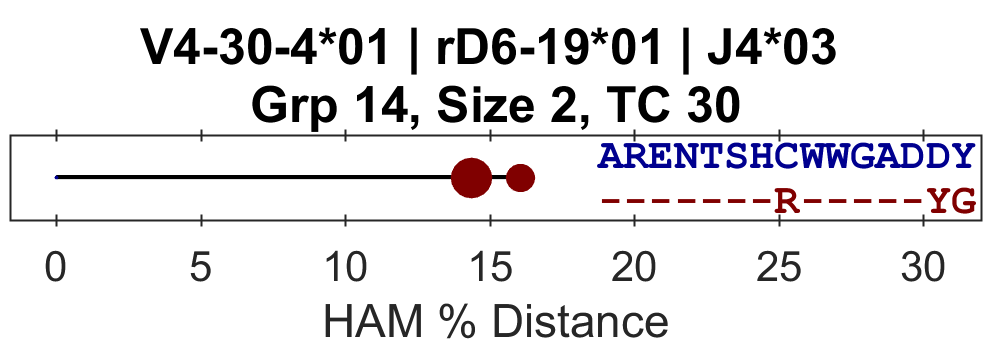 V4-30-4*01 | rD6-19*01 | J4*03
Grp 14, Size 2, TC 30
ARENTSHCWWGADDY
-------R-----YG
0 5 10 15 20 25 30
HAM % Distance